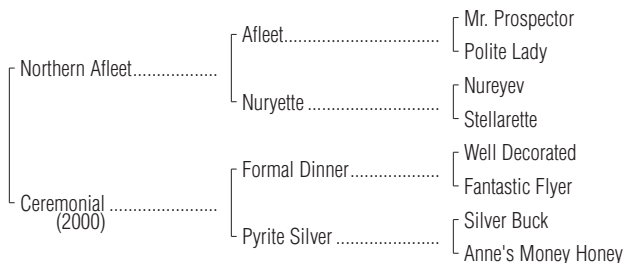 Mr. Prospector
Afleet
Polite Lady
Northern Afleet
Nureyev
Nuryette
Stellarette
Well Decorated
Formal Dinner
Fantastic Flyer
Ceremonial
(2000)
Silver Buck
Pyrite Silver
Anne's Money Honey